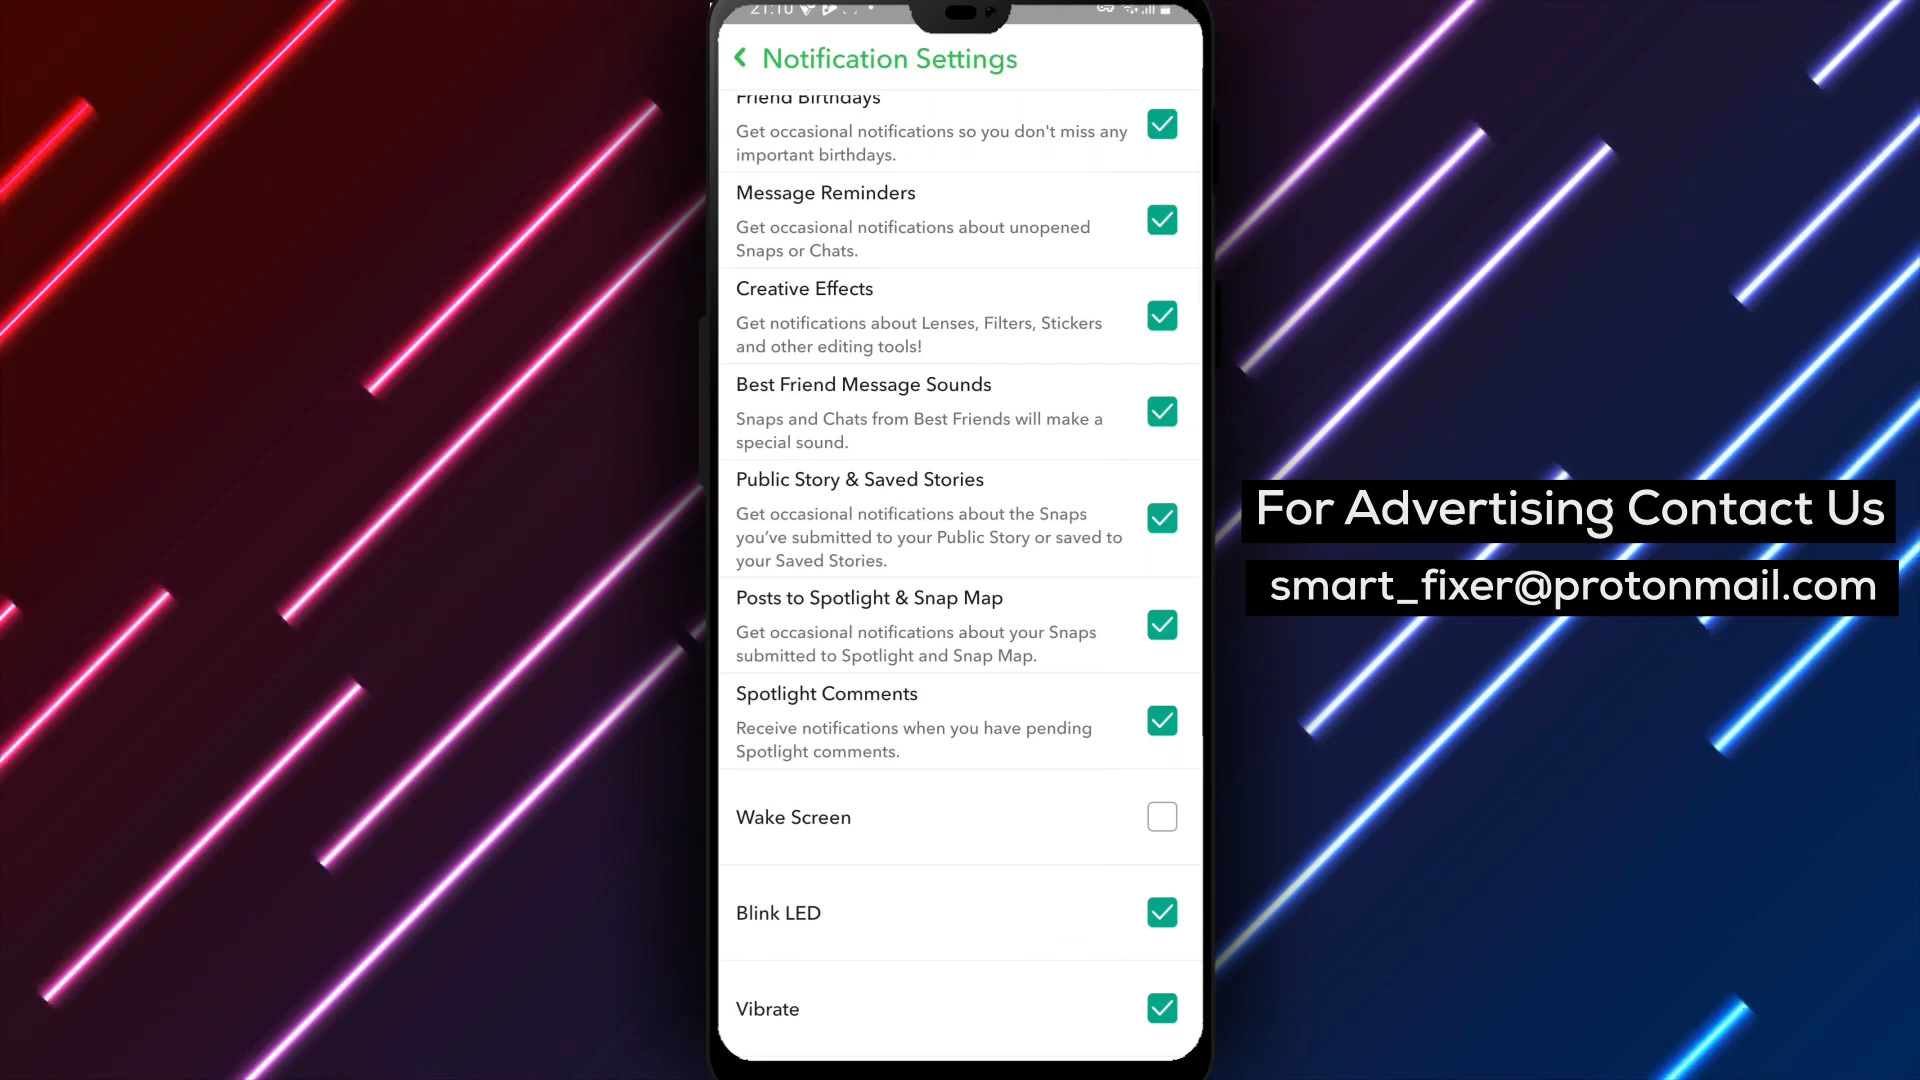 21:10
Notification Settings
Friend Birthdays
Get occasional notifications so you don't miss any
important birthdays.
Message Reminders
Get occasional notifications about unopened
Snaps or Chats.
Creative Effects
Get notifications about Lenses, Filters, Stickers
and other editing tools!
Best Friend Message Sounds
Snaps and Chats from Best Friends will make a
special sound.
Public Story & Saved Stories
Get occasional notifications about the Snaps
you’ve submitted to your Public Story or saved to
your Saved Stories.
Posts to Spotlight & Snap Map
Get occasional notifications about your Snaps
submitted to Spotlight and Snap Map.
Spotlight Comments
Receive notifications when you have pending
Spotlight comments.
Wake Screen
Blink LED
Vibrate
For Advertising Contact Us
smart_fixer@protonmail.com